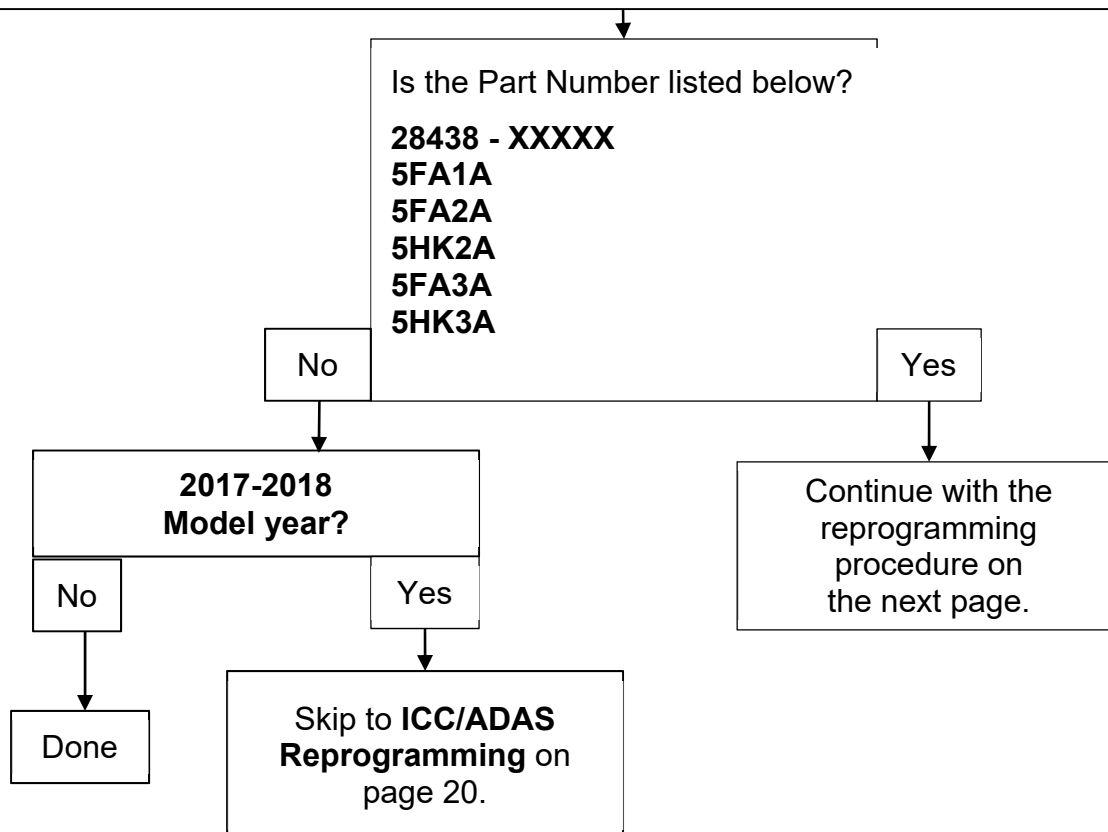 Is the Part Number listed below?
28438 - XXXXX
5FA1A
5FA2A
5HK2A
5FA3A
5HK3A
No
Yes
2017-2018
Model year?
Continue with the
reprogramming
procedure on
the next page.
No
Yes
Done
Skip to ICC/ADAS
Reprogramming on
page 20.